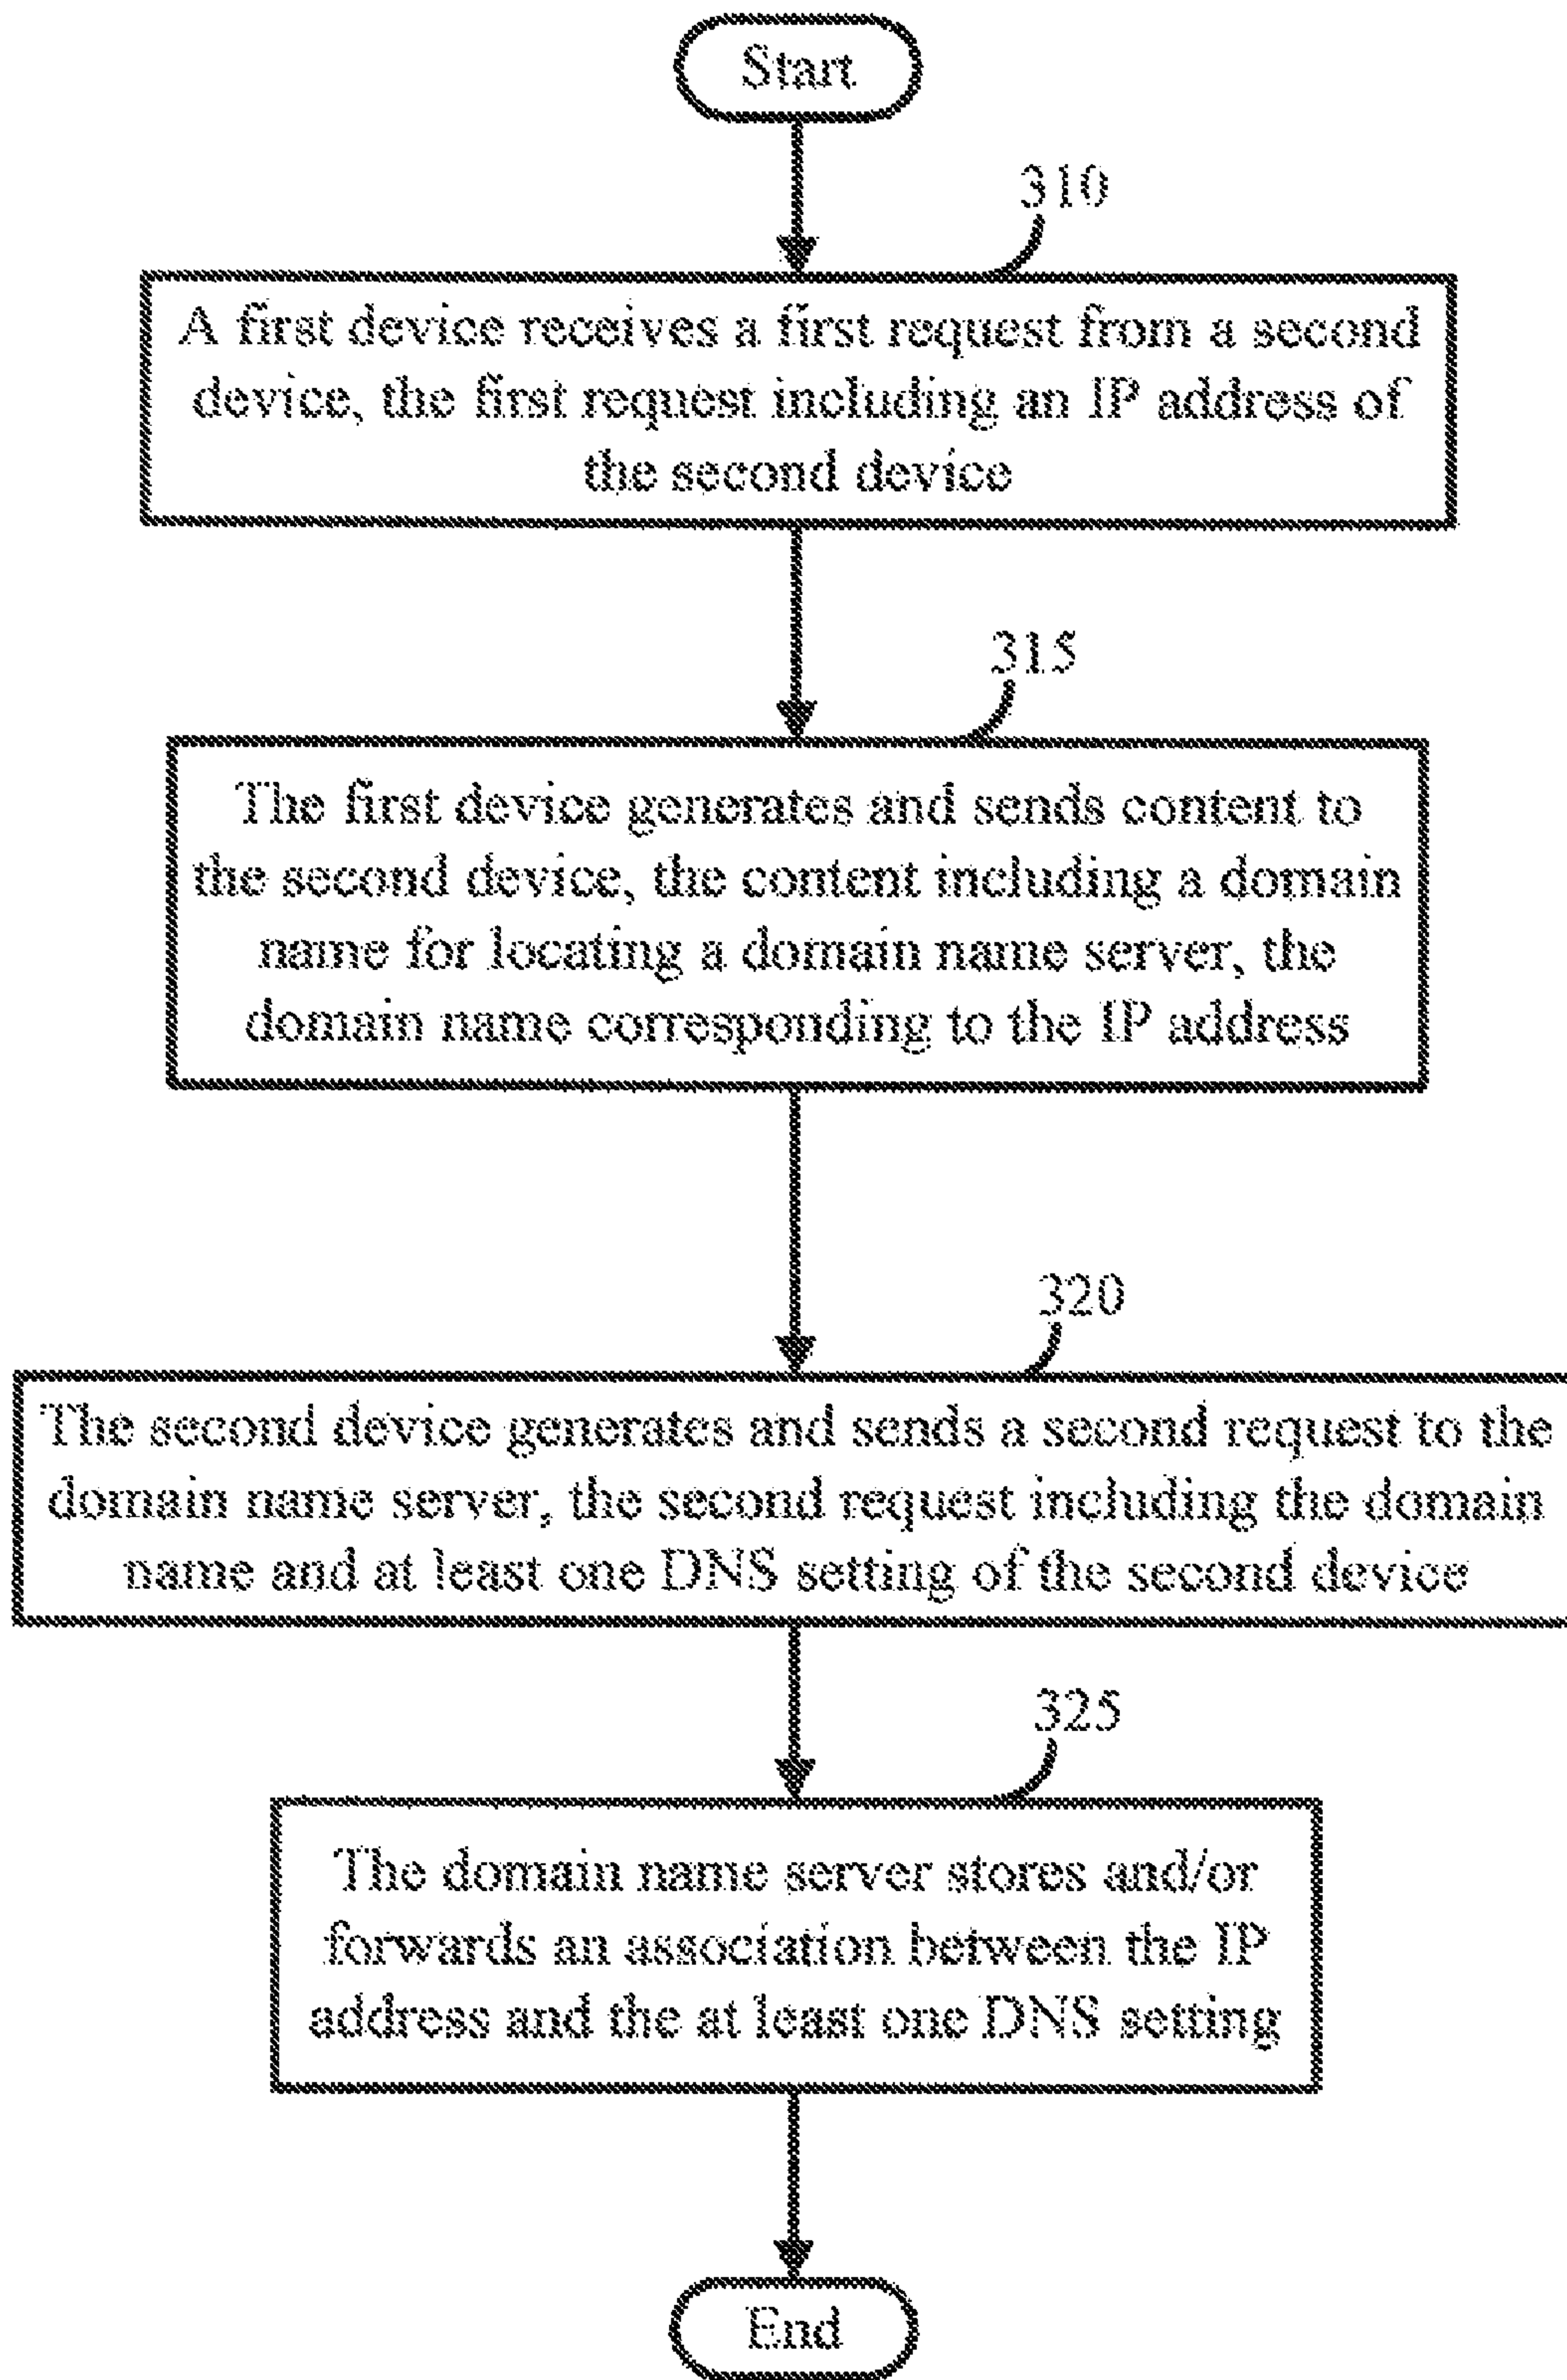 Start
310
A first device receives a first request from a second
device, the first request including an IP address of
the second device
315
The first device generates and sends content to
the second device, the content including a domain
name for locating a domain name server, the
domain name corresponding to the IP address
320
The second device generates and sends a second request to the
domain name server, the second request including the domain
name and at least one DNS setting of the second device
325
The domain name server stores and/or
forwards an association between the IP
address and the at least one DNS setting
End